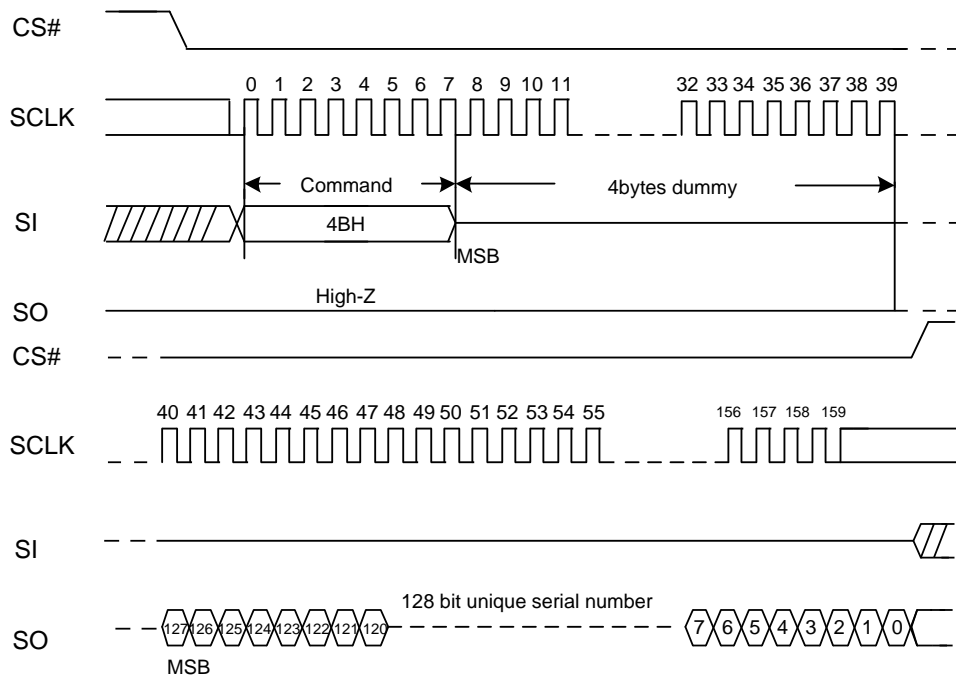 CS#
0 1 2 3 4 5 6 7 8 9 10 11 32 33 34 35 36 37 38 39
SCLK
Command 4bytes dummy
SI 4BH
MSB
High-Z
SO
CS#
40 41 42 43 44 45 46 47 48 49 50 51 52 53 54 55 156 157 158 159
SCLK
SI
128 bit unique serial number
SO 127 126 125 124 123 122 121 120 7 6 5 4 3 2 1 0
MSB